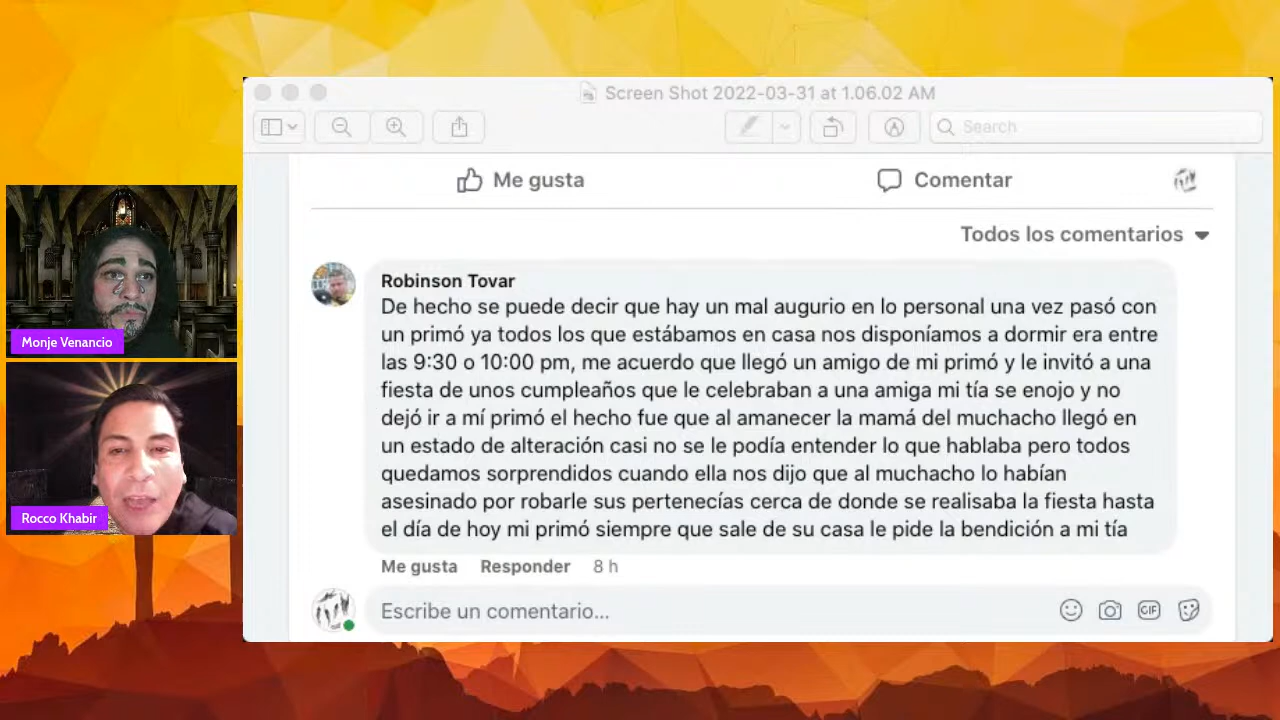 Screen Shot 2022-03-31 at 1.06.02 AM
Search
Me gusta
Comentar
Todos los comentarios
Robinson Tovar
De hecho se puede decir que hay un mal augurio en lo personal una vez pasó con
un primó ya todos los que estábamos en casa nos disponíamos a dormir era entre
las 9:30 o 10:00 pm, me acuerdo que llegó un amigo de mi primó y le invitó a una
fiesta de unos cumpleaños que le celebraban a una amiga mi tía se enojo y no
dejó ir a mí primó el hecho fue que al amanecer la mamá del muchacho llegó en
un estado de alteración casi no se le podía entender lo que hablaba pero todos
quedamos sorprendidos cuando ella nos dijo que al muchacho lo habían
asesinado por robarle sus pertenecías cerca de donde se realisaba la fiesta hasta
el día de hoy mi primó siempre que sale de su casa le pide la bendición a mi tía
Me gusta Responder 8 h
Escribe un comentario...
GIF
Monje Venancio
Rocco Khabir